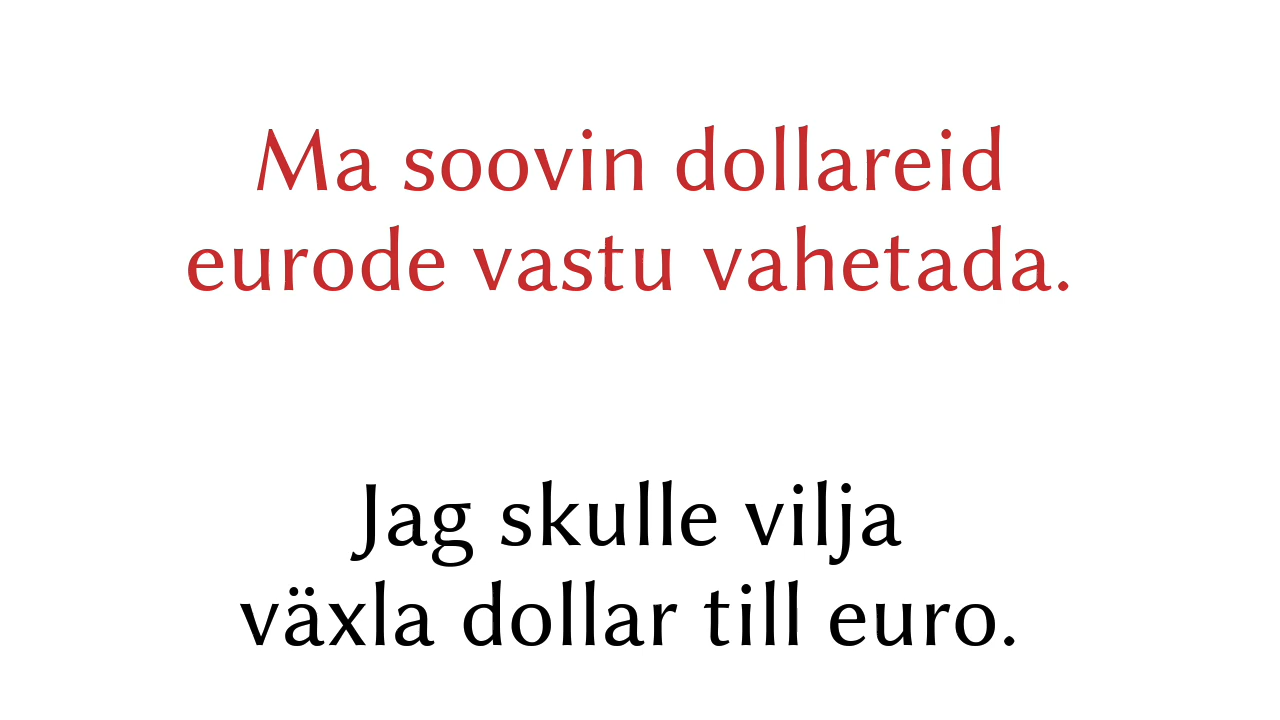 Ma soovin dollareid
eurode vastu vahetada.
Jag skulle vilja
växla dollar till euro.